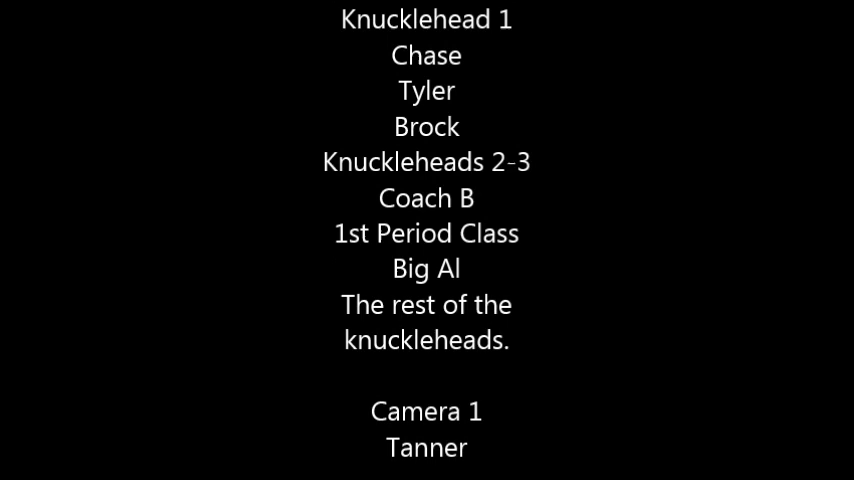 Knucklehead 1
Chase
Tyler
Brock
Knuckleheads 2-3
Coach B
1st Period Class
Big Al
The rest of the
knuckleheads.
Camera 1
Tanner